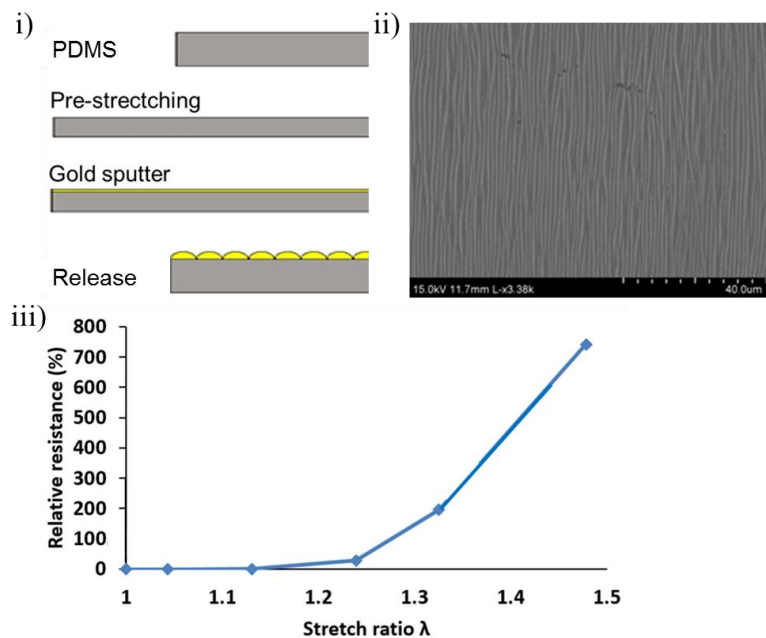 i)
PDMS
Pre-strectching
Gold sputter
Release
ii)
15.0kV 11.7mm L-x3.38k 40.0um
iii)
800
700
600
500
400
300
200
100
0
Relative resistance (%)
1 1.1 1.2 1.3 1.4 1.5
Stretch ratio λ